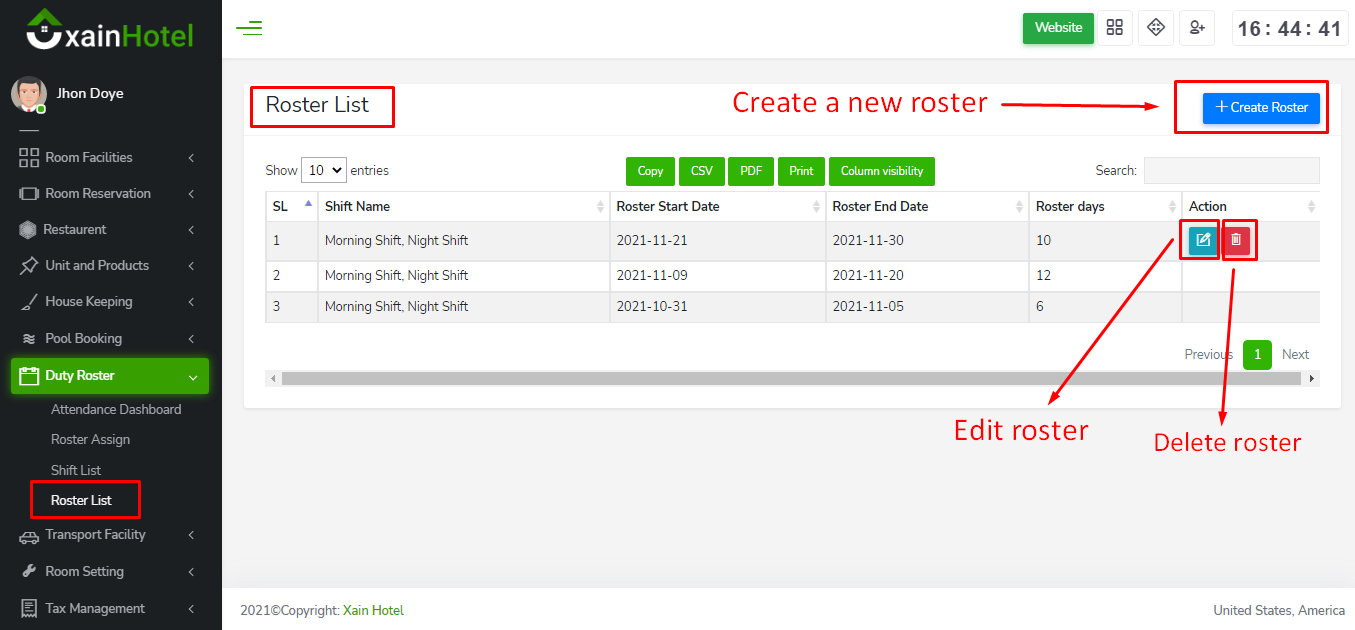 xainHotel
Website
16 : 44 : 41
Jhon Doye
Room Facilities
Room Reservation
Restaurent
Unit and Products
House Keeping
Pool Booking
Duty Roster
Attendance Dashboard
Roster Assign
Shift List
Roster List
Transport Facility
Room Setting
Tax Management
Roster List
Create a new roster
+ Create Roster
Show 10 entries
Copy CSV PDF Print Column visibility
Search:
SL Shift Name Roster Start Date Roster End Date Roster days Action
1 Morning Shift, Night Shift 2021-11-21 2021-11-30 10
2 Morning Shift, Night Shift 2021-11-09 2021-11-20 12
3 Morning Shift, Night Shift 2021-10-31 2021-11-05 6
Previous 1 Next
Edit roster
Delete roster
2021©Copyright: Xain Hotel
United States, America